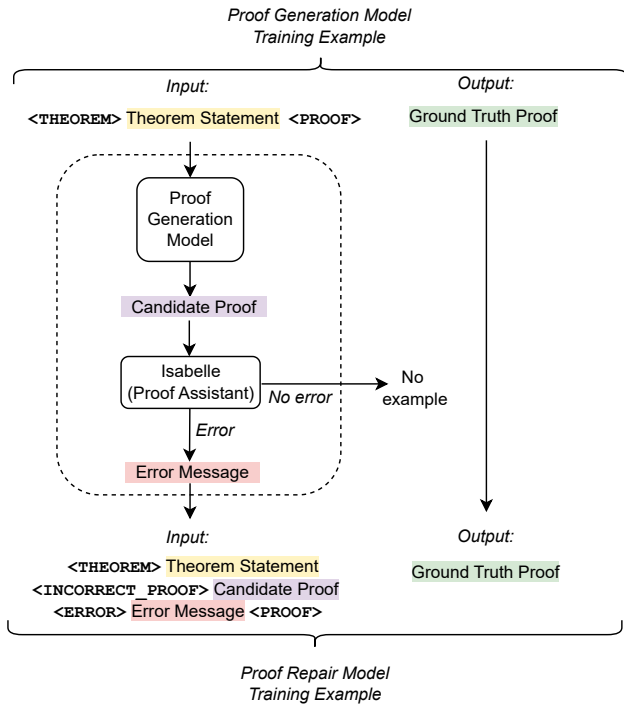 Proof Generation Model
Training Example
Input:
Output:
<THEOREM> Theorem Statement <PROOF>
Ground Truth Proof
Proof
Generation
Model
Candidate Proof
Isabelle
(Proof Assistant)
No error
No
example
Error
Error Message
Input:
Output:
<THEOREM> Theorem Statement
<INCORRECT_PROOF> Candidate Proof
<ERROR> Error Message <PROOF>
Ground Truth Proof
Proof Repair Model
Training Example